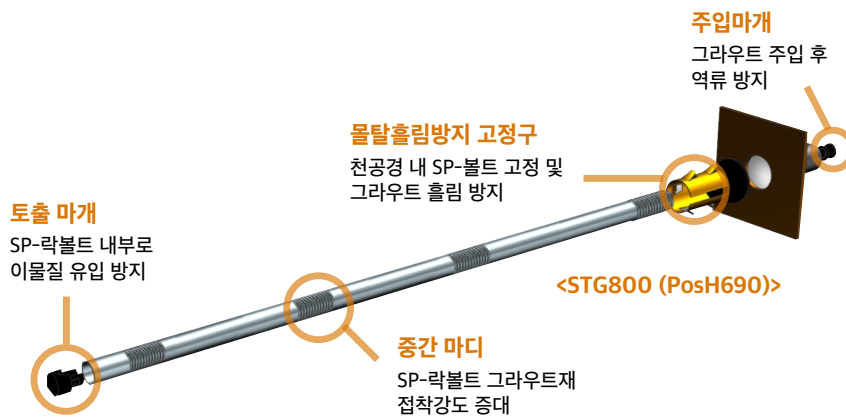 주입마개
그라우트 주입 후
역류 방지
몰탈흘림방지 고정구
천공경 내 SP-볼트 고정 및
그라우트 흘림 방지
토출 마개
SP-락볼트 내부로
이물질 유입 방지
<STG800 (PosH690)>
중간 마디
SP-락볼트 그라우트재
접착강도 증대